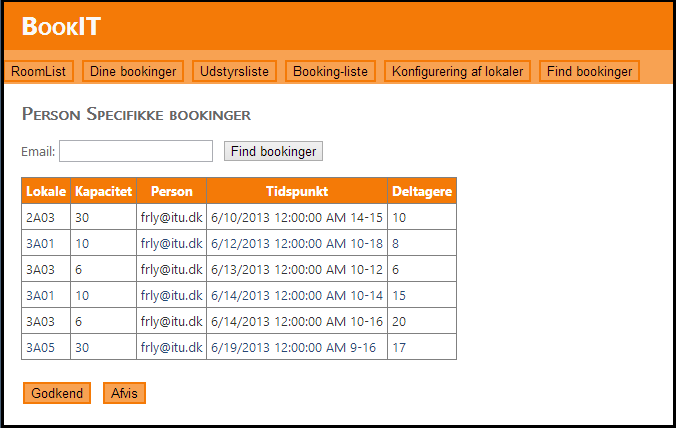 BookIT
RoomList Dine bookinger Udstyrsliste Booking-liste Konfigurering af lokaler Find bookinger
Person Specifikke bookinger
Email: Find bookinger
Lokale Kapacitet Person Tidspunkt Deltagere
2A03 30 frly@itu.dk 6/10/2013 12:00:00 AM 14-15 10
3A01 10 frly@itu.dk 6/12/2013 12:00:00 AM 10-18 8
3A03 6 frly@itu.dk 6/13/2013 12:00:00 AM 10-12 6
3A01 10 frly@itu.dk 6/14/2013 12:00:00 AM 10-14 15
3A03 6 frly@itu.dk 6/14/2013 12:00:00 AM 10-16 20
3A05 30 frly@itu.dk 6/19/2013 12:00:00 AM 9-16 17
Godkend Afvis